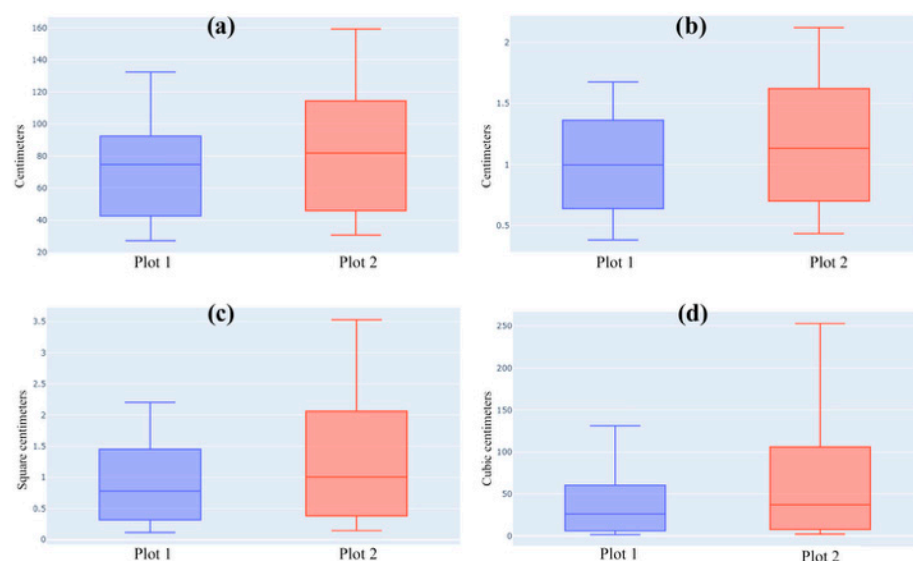 (a)
160
140
120
100
80
60
40
20
Centimeters
Plot 1
Plot 2
(b)
2
1.5
1
0.5
Centimeters
Plot 1
Plot 2
(c)
3.5
3
2.5
2
1.5
1
0.5
0
Square centimeters
Plot 1
Plot 2
(d)
250
200
150
100
50
0
Cubic centimeters
Plot 1
Plot 2